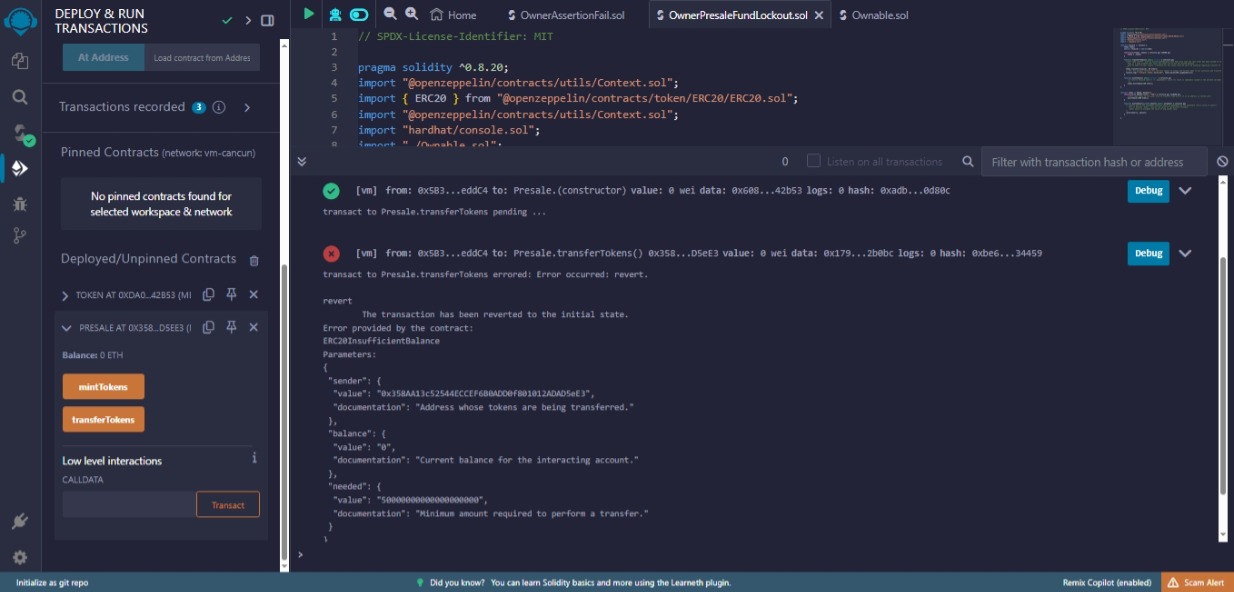 DEPLOY & RUN
TRANSACTIONS
At Address
Load contract from Addres
Transactions recorded 3
Pinned Contracts (network: vm-cancun)
No pinned contracts found for
selected workspace & network
Deployed/Unpinned Contracts
TOKEN AT 0XDA0...42B53 (MI
PRESALE AT 0X358...D5EE3 (I
Balance: 0 ETH
mintTokens
transferTokens
Low level interactions
CALLDATA
Transact
Home
OwnerAssertionFail.sol
OwnerPresaleFundLockout.sol
Ownable.sol
1 // SPDX-License-Identifier: MIT
2
3 pragma solidity ^0.8.20;
4 import "@openzeppelin/contracts/utils/Context.sol";
5 import { ERC20 } from "@openzeppelin/contracts/token/ERC20/ERC20.sol";
6 import "@openzeppelin/contracts/utils/Context.sol";
7 import "hardhat/console.sol";
8 import "./Ownable.sol";
0 Listen on all transactions
Filter with transaction hash or address
[vm] from: 0x5B3...eddC4 to: Presale.(constructor) value: 0 wei data: 0x608...42b53 logs: 0 hash: 0xadb...0d80c
Debug
transact to Presale.transferTokens pending ...
[vm] from: 0x5B3...eddC4 to: Presale.transferTokens() 0x358...D5eE3 value: 0 wei data: 0x179...2b0bc logs: 0 hash: 0xbe6...34459
Debug
transact to Presale.transferTokens errored: Error occurred: revert.
revert
The transaction has been reverted to the initial state.
Error provided by the contract:
ERC20InsufficientBalance
Parameters:
{
"sender": {
"value": "0x358AA13c52544ECCEF6B0ADD0f801012ADAD5eE3",
"documentation": "Address whose tokens are being transferred."
},
"balance": {
"value": "0",
"documentation": "Current balance for the interacting account."
},
"needed": {
"value": "50000000000000000000",
"documentation": "Minimum amount required to perform a transfer."
}
}
>
Initialize as git repo
Did you know? You can learn Solidity basics and more using the Learneth plugin.
Remix Copilot (enabled)
Scam Alert